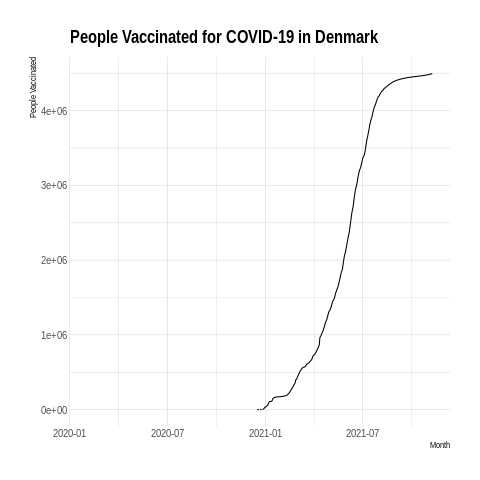 People Vaccinated for COVID-19 in Denmark
People Vaccinated
4e+06
3e+06
2e+06
1e+06
0e+00
2020-01
2020-07
2021-01
2021-07
Month